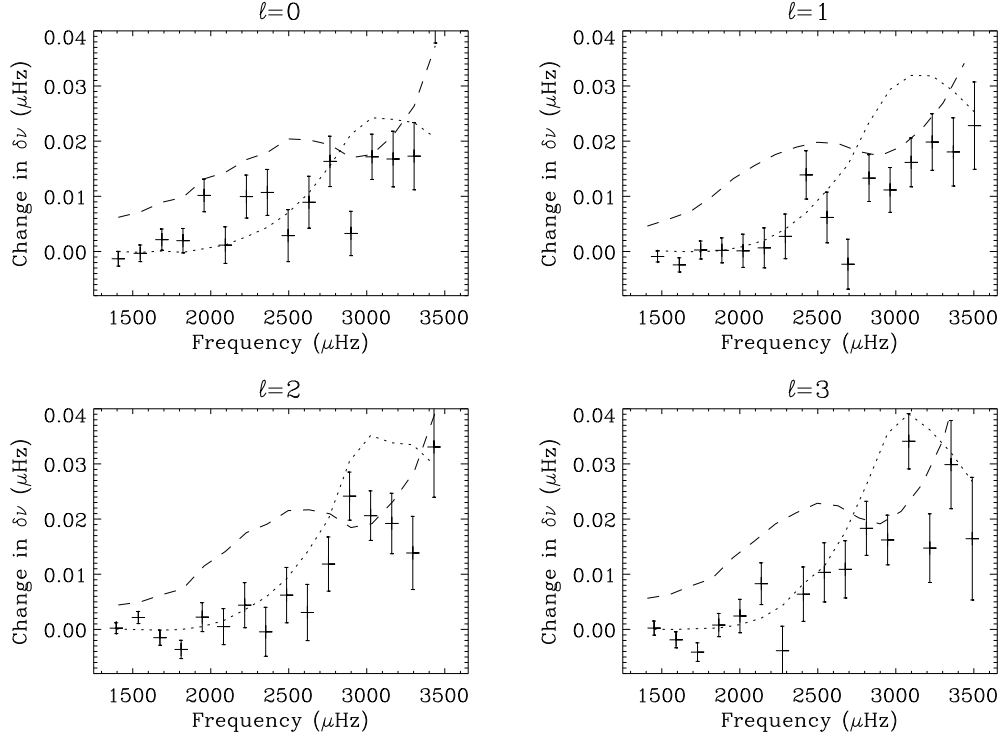 ℓ=0
Change in δν (μHz)
0.04
0.03
0.02
0.01
0.00
1500 2000 2500 3000 3500
Frequency (μHz)
ℓ=1
Change in δν (μHz)
0.04
0.03
0.02
0.01
0.00
1500 2000 2500 3000 3500
Frequency (μHz)
ℓ=2
Change in δν (μHz)
0.04
0.03
0.02
0.01
0.00
1500 2000 2500 3000 3500
Frequency (μHz)
ℓ=3
Change in δν (μHz)
0.04
0.03
0.02
0.01
0.00
1500 2000 2500 3000 3500
Frequency (μHz)